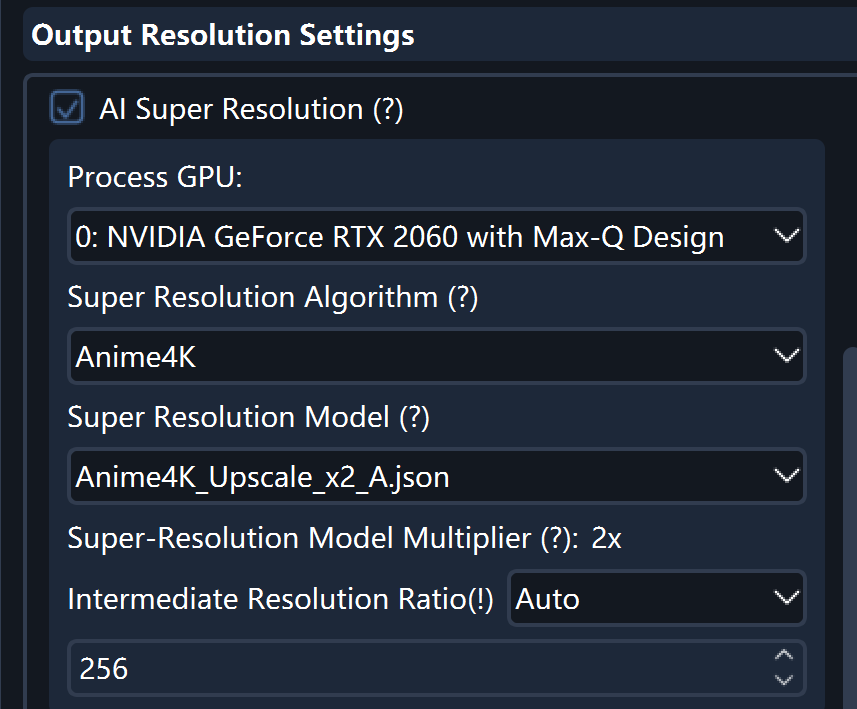 Output Resolution Settings
AI Super Resolution (?)
Process GPU:
0: NVIDIA GeForce RTX 2060 with Max-Q Design
Super Resolution Algorithm (?)
Anime4K
Super Resolution Model (?)
Anime4K_Upscale_x2_A.json
Super-Resolution Model Multiplier (?): 2x
Intermediate Resolution Ratio(!) Auto
256